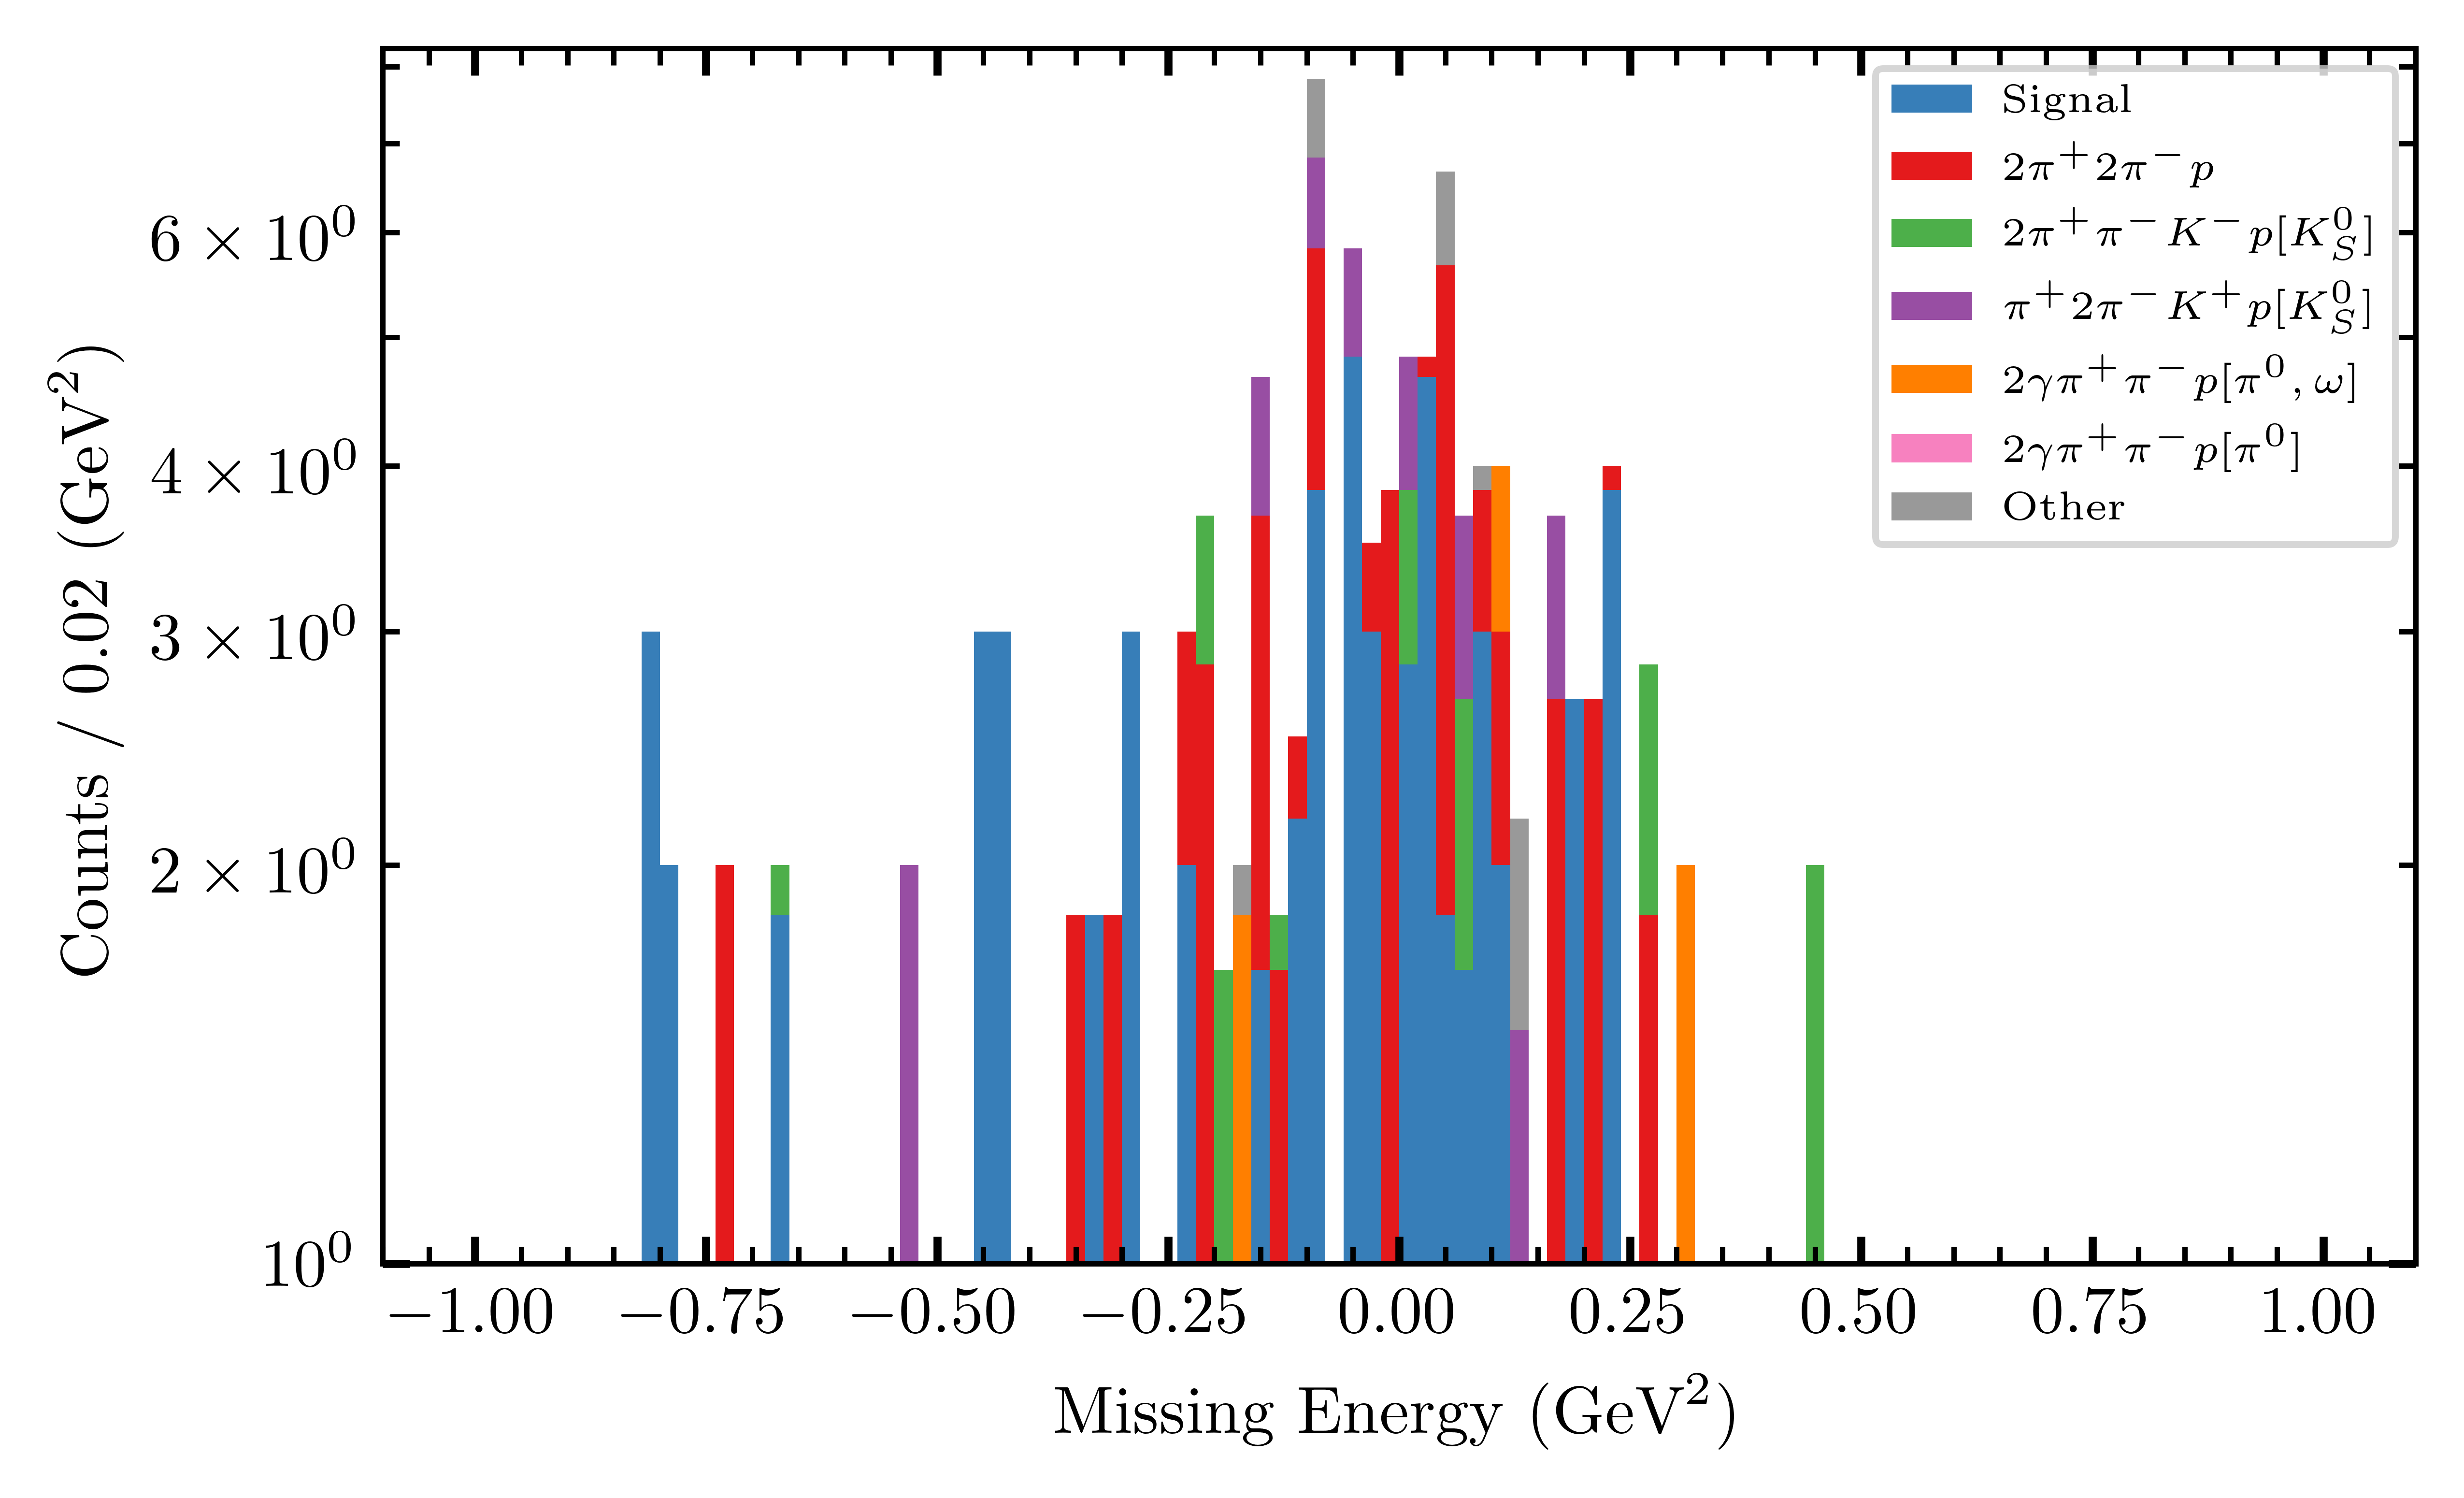 Signal
2π⁺2π⁻p
2π⁺π⁻K⁻p[K⁰_S]
π⁺2π⁻K⁺p[K⁰_S]
2γπ⁺π⁻p[π⁰, ω]
2γπ⁺π⁻p[π⁰]
Other
6 × 10⁰
4 × 10⁰
3 × 10⁰
2 × 10⁰
10⁰
Counts / 0.02 (GeV²)
−1.00 −0.75 −0.50 −0.25 0.00 0.25 0.50 0.75 1.00
Missing Energy (GeV²)